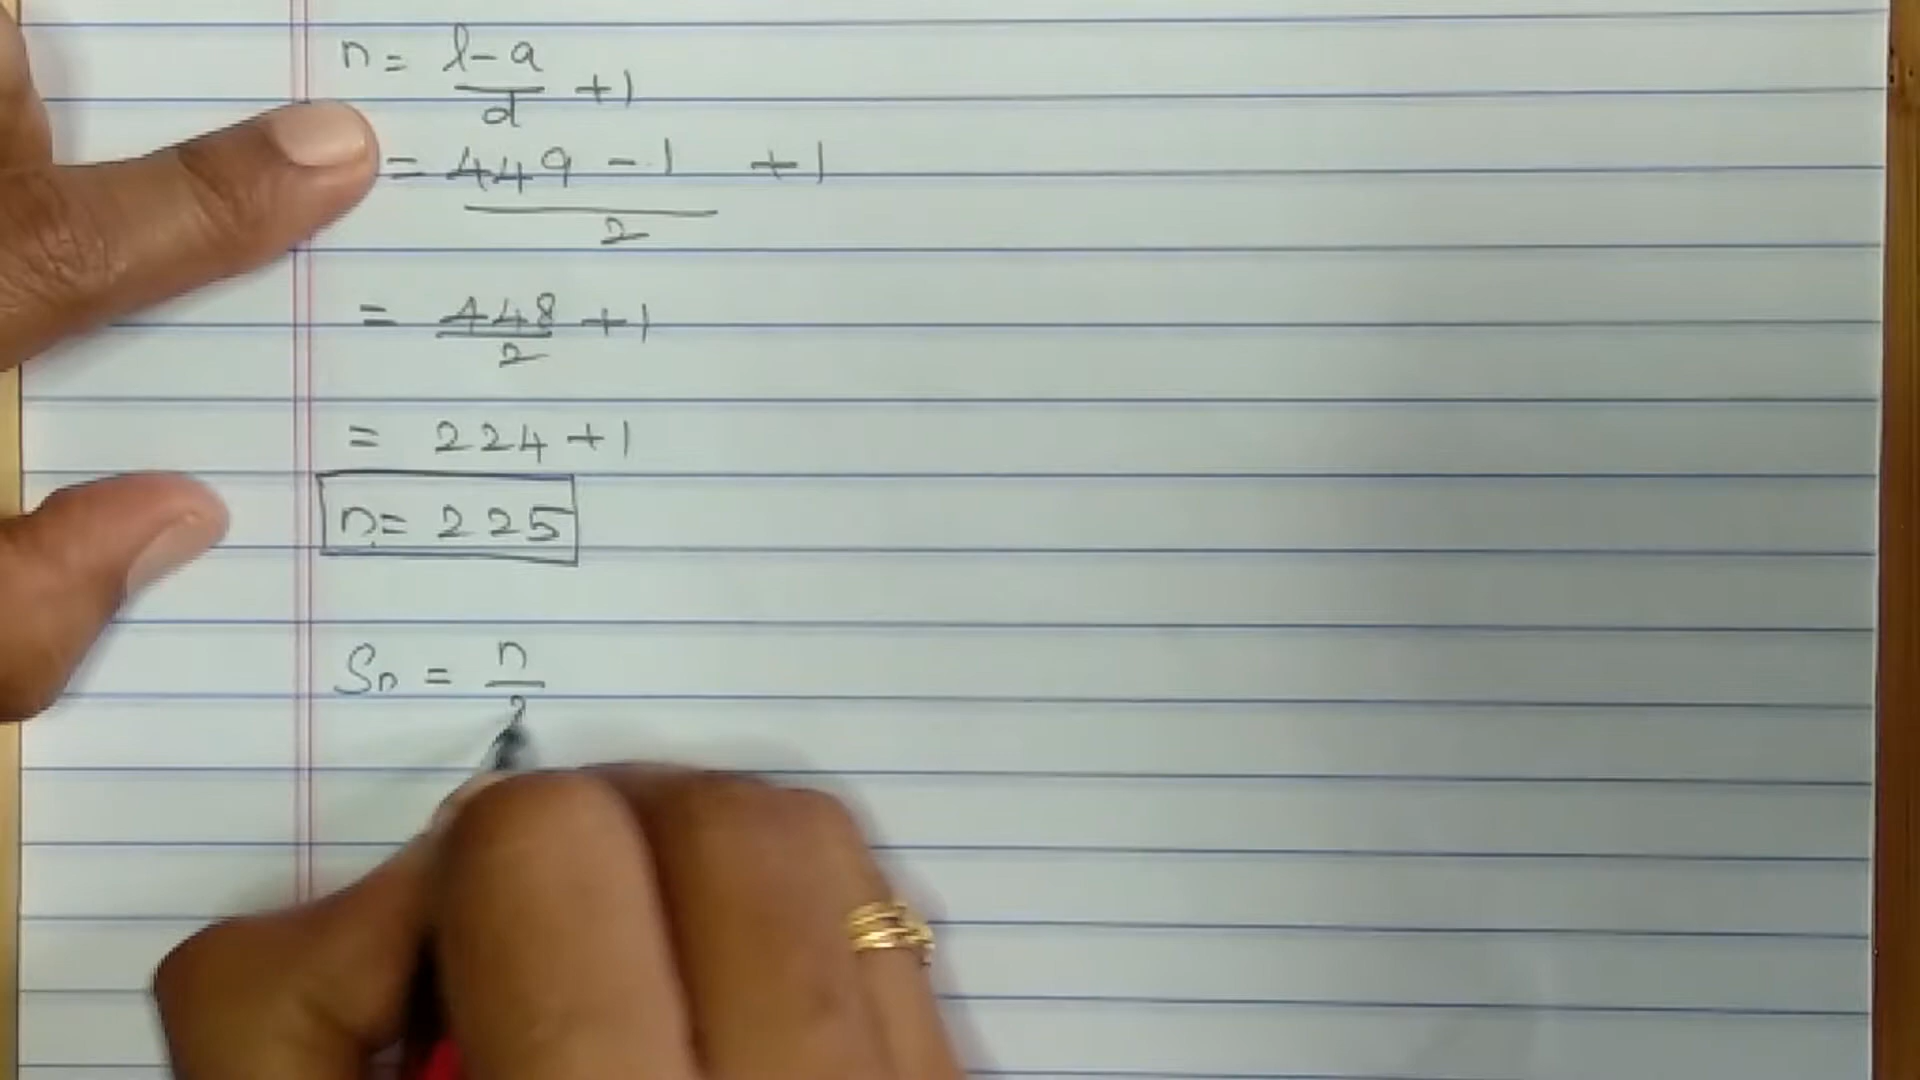 n = l - a / d + 1
= 449 - 1 / 2 + 1
= 448 / 2 + 1
= 224 + 1
n = 225
Sn = n / 2